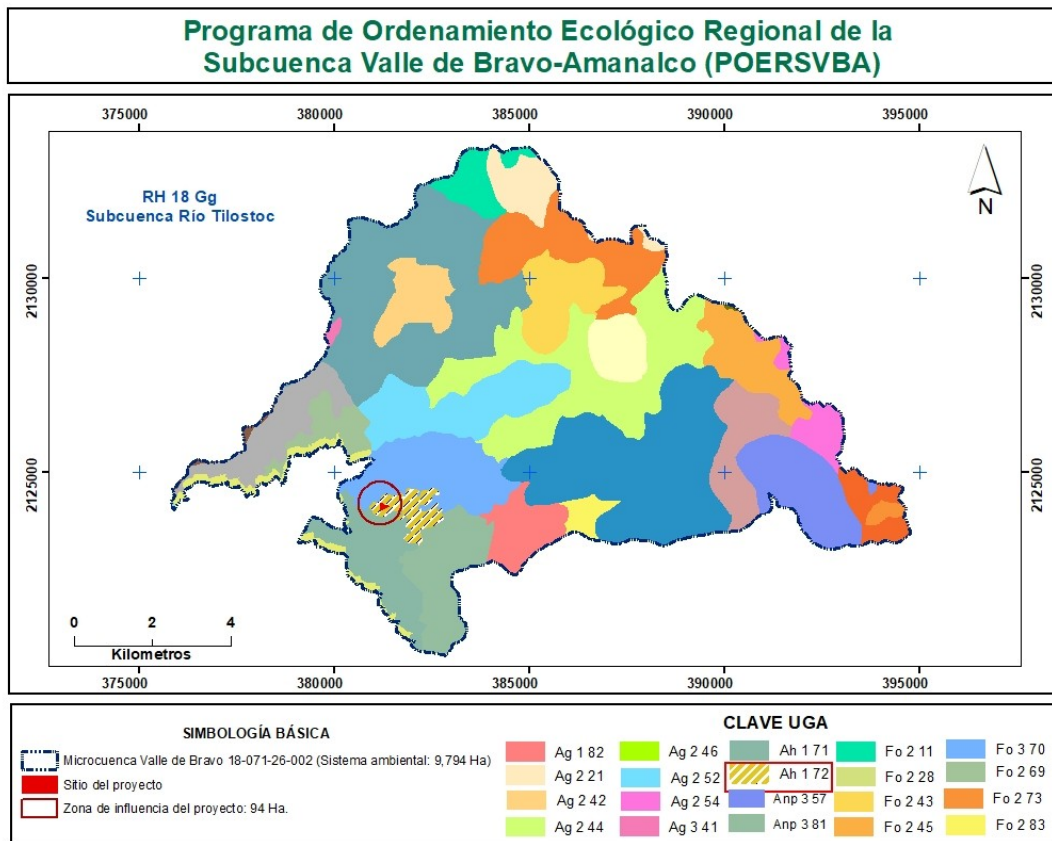 Programa de Ordenamiento Ecológico Regional de la
Subcuenca Valle de Bravo-Amanalco (POERSVBA)
375000 380000 385000 390000 395000
RH 18 Gg
Subcuenca Río Tilostoc
N
2130000 2130000
2125000 2125000
0 2 4
Kilometros
375000 380000 385000 390000 395000
SIMBOLOGÍA BÁSICA
Microcuenca Valle de Bravo 18-071-26-002 (Sistema ambiental: 9,794 Ha)
Sitio del proyecto
Zona de influencia del proyecto: 94 Ha.
CLAVE UGA
Ag 1 82 Ag 2 46 Ah 1 71 Fo 2 11 Fo 3 70
Ag 2 21 Ag 2 52 Ah 1 72 Fo 2 28 Fo 2 69
Ag 2 42 Ag 2 54 Anp 3 57 Fo 2 43 Fo 2 73
Ag 2 44 Ag 3 41 Anp 3 81 Fo 2 45 Fo 2 83